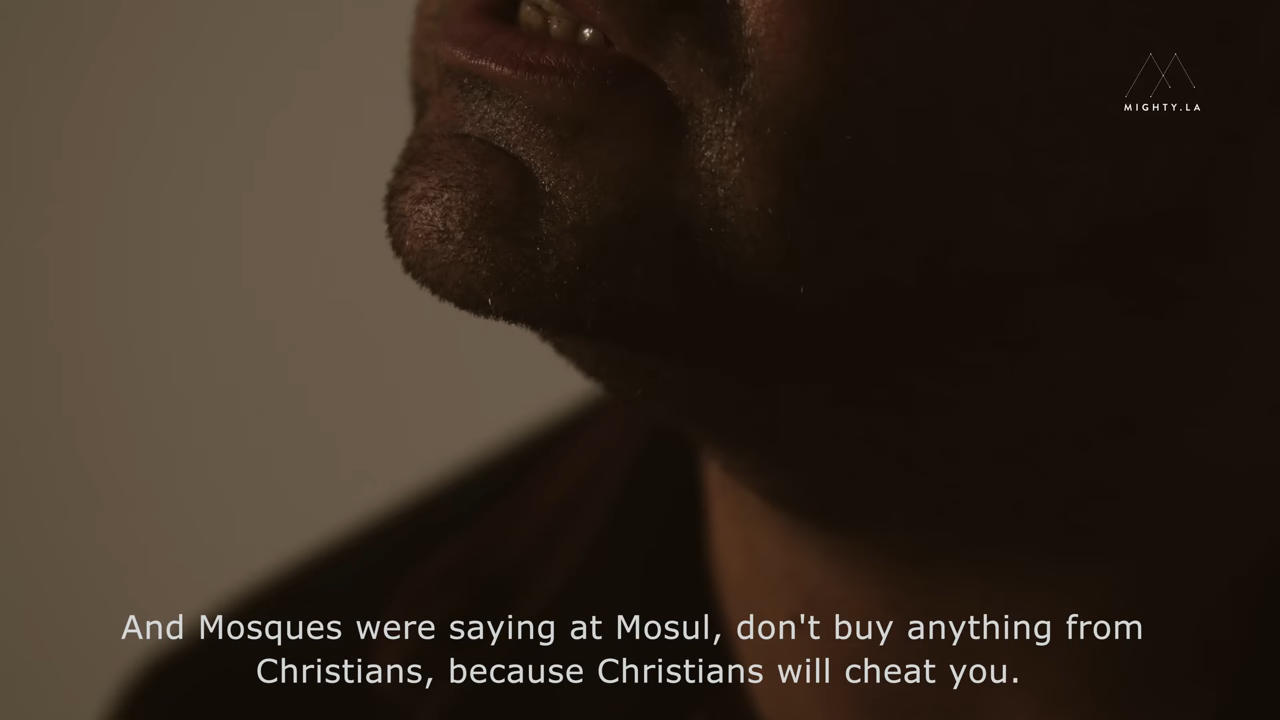 MIGHTY.LA
And Mosques were saying at Mosul, don't buy anything from
Christians, because Christians will cheat you.